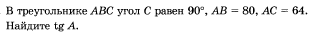 В треугольнике ABC угол C равен 90°, AB = 80, AC = 64.
Найдите tg A.